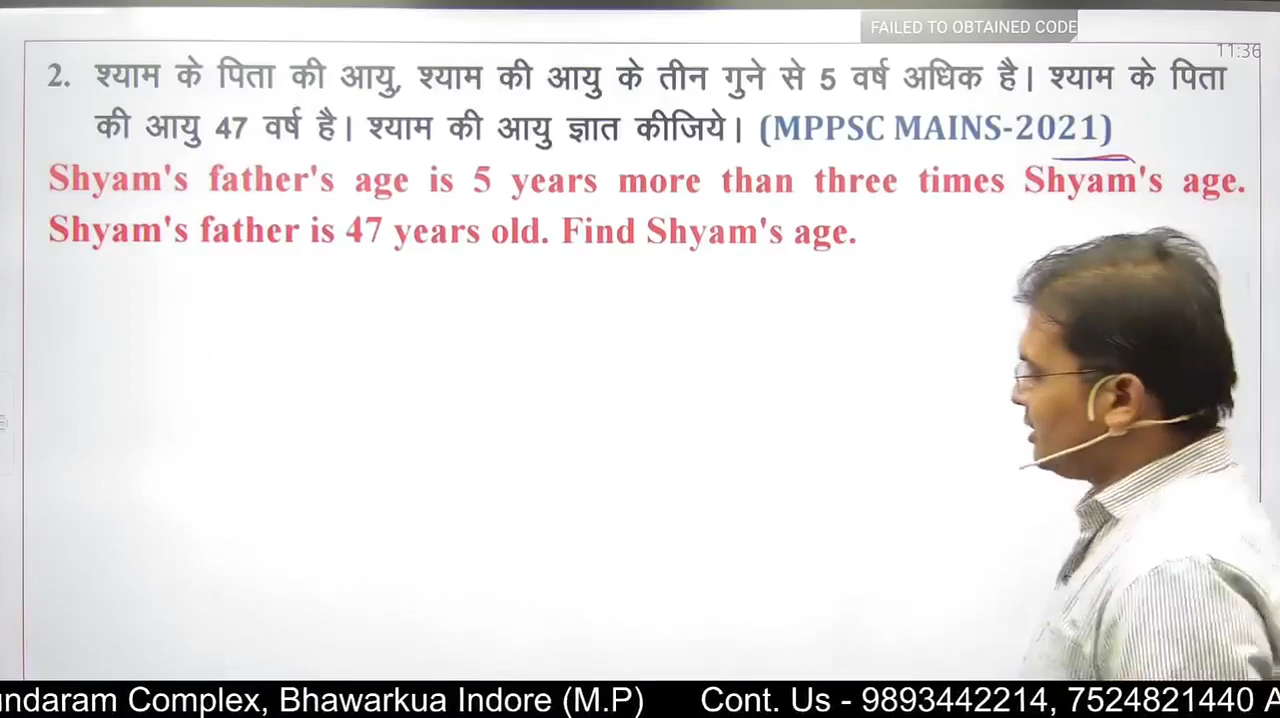 FAILED TO OBTAINED CODE
11:36
2. श्याम के पिता की आयु, श्याम की आयु के तीन गुने से 5 वर्ष अधिक है। श्याम के पिता
की आयु 47 वर्ष है। श्याम की आयु ज्ञात कीजिये। (MPPSC MAINS-2021)
Shyam's father's age is 5 years more than three times Shyam's age.
Shyam's father is 47 years old. Find Shyam's age.
undaram Complex, Bhawarkua Indore (M.P) Cont. Us - 9893442214, 7524821440 A